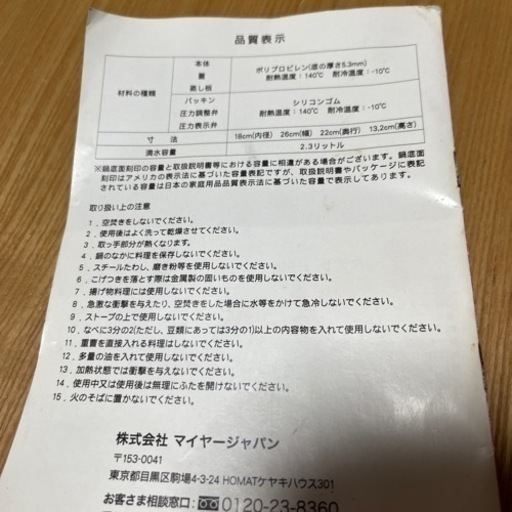 品質表示
材料の種類
本体
蓋
蒸し板
ポリプロピレン(底の厚さ5.3mm)
耐熱温度:140℃ 耐冷温度:-10℃
パッキン
圧力調整弁
圧力表示弁
シリコンゴム
耐熱温度:140℃ 耐冷温度:-10℃
寸法 18cm(内径) 26cm(幅) 22cm(奥行) 13,2cm(高さ)
満水容量 2.3リットル
※鍋底面刻印の容量と取扱説明書等における容量に相違がある場合がございます。鍋底面
刻印はアメリカの表示法に基づいた容量表記ですが、取扱説明書やパッケージに表記
されている容量は日本の家庭用品品質表示法に基づいた容量で表示してあります。
取り扱い上の注意
1，空焚きをしないでください。
2，使用後はよく洗って乾燥させてください。
3，取っ手部分が熱くなります。
4，鍋のなかに料理を保存しないでください。
5，スチールたわし、磨き粉等を使用しないでください。
6，こげつきを落とす際は金属製の固いものを使用しないでください。
7，揚げ物料理には使用しないでください。
8，急激な衝撃を与えたり、空焚きをした場合に水等をかけて急冷しないでください。
9，ストーブの上で使用しないでください。
10，なべに3分の2(ただし、豆類にあっては3分の1)以上の内容物を入れて使用しないでください。
11，重曹を直接入れる料理はしないでください。
12，多量の油を入れて使用しないでください。
13，加熱状態では衝撃を与えないでください。
14，使用中又は使用後は無理にふたを開けないでください。
15，火のそばに置かないでください。
株式会社 マイヤージャパン
〒153-0041
東京都目黒区駒場4-3-24 HOMATケヤキハウス301
お客さま相談窓口: 0120-23-8360